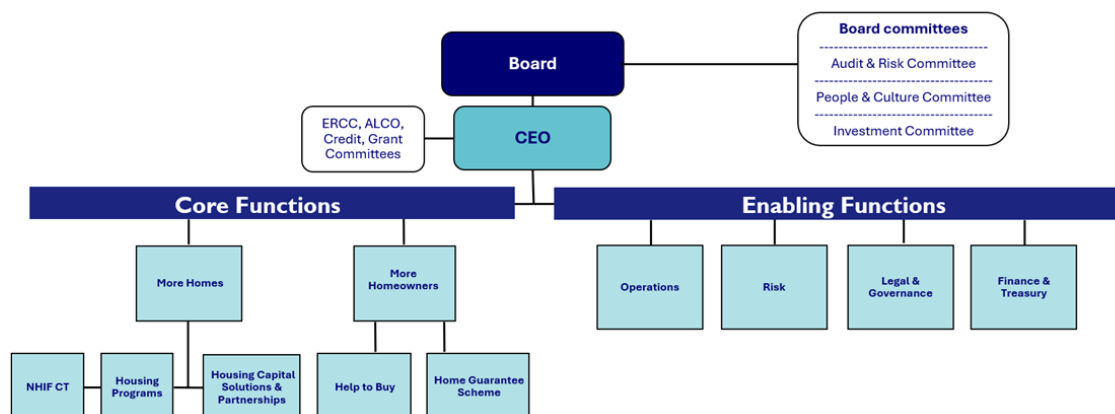 Board
Board committees
Audit & Risk Committee
People & Culture Committee
Investment Committee
ERCC, ALCO,
Credit, Grant
Committees
CEO
Core Functions
Enabling Functions
More Homes
More
Homeowners
Operations
Risk
Legal &
Governance
Finance &
Treasury
NHIF CT
Housing
Programs
Housing Capital
Solutions &
Partnerships
Help to Buy
Home Guarantee
Scheme